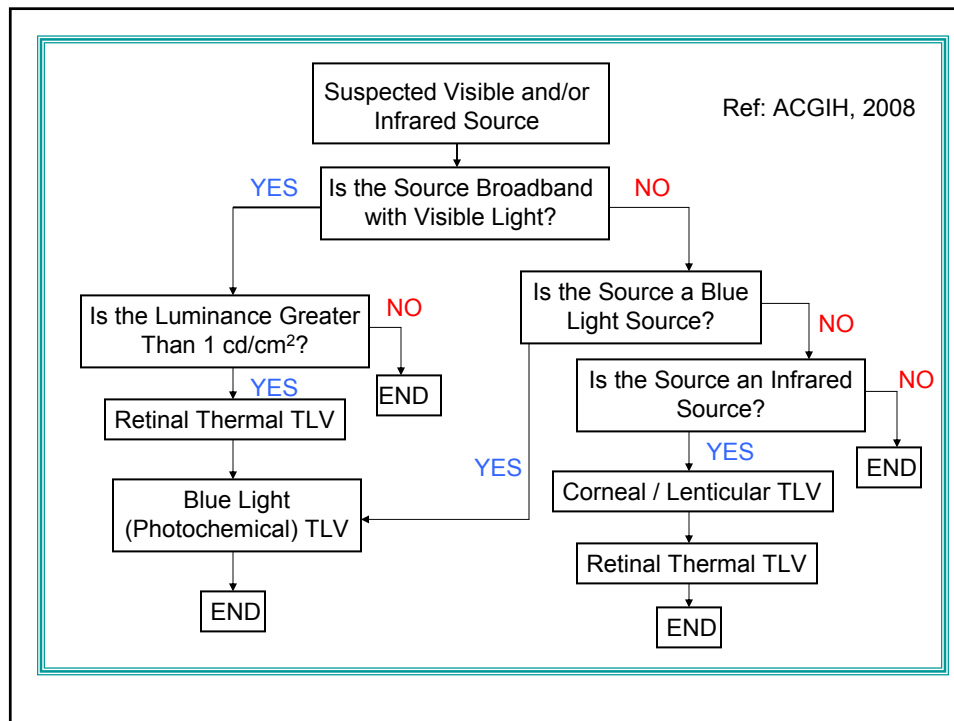 Suspected Visible and/or
Infrared Source
Ref: ACGIH, 2008
YES
Is the Source Broadband
with Visible Light?
NO
Is the Luminance Greater
Than 1 cd/cm²?
NO
END
YES
Retinal Thermal TLV
Blue Light
(Photochemical) TLV
END
Is the Source a Blue
Light Source?
NO
YES
Is the Source an Infrared
Source?
NO
END
YES
Corneal / Lenticular TLV
Retinal Thermal TLV
END